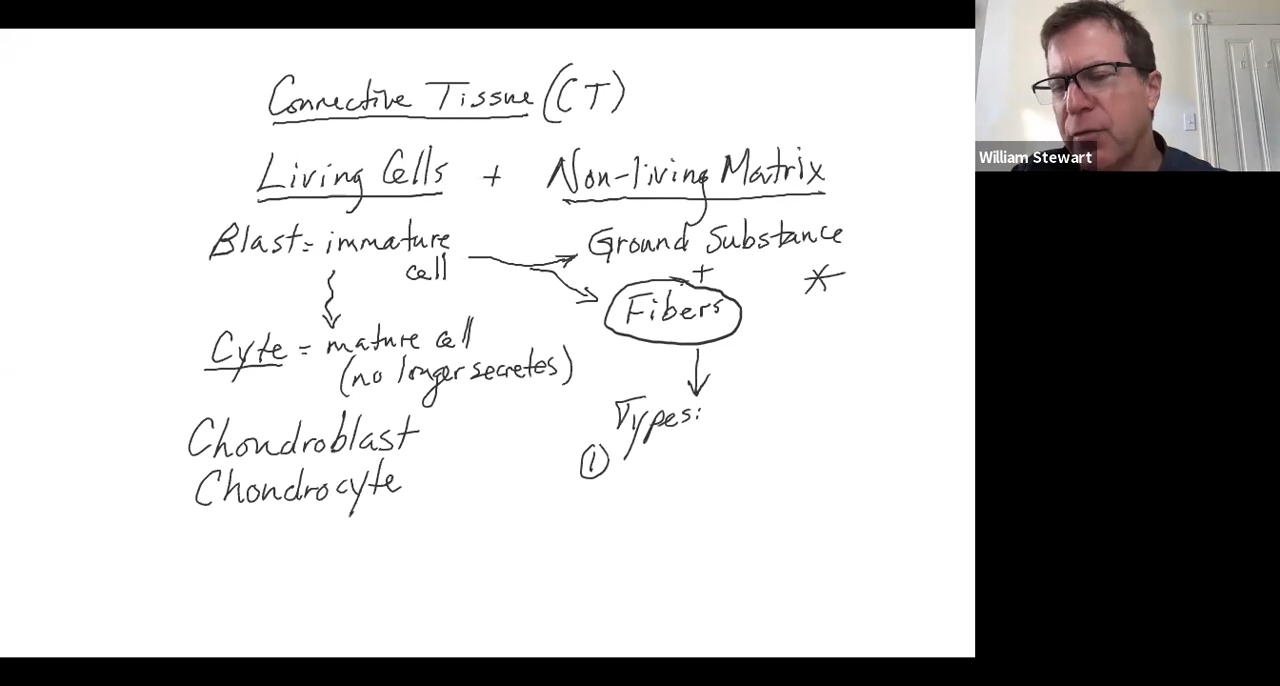 Connective Tissue (CT)
Living Cells + Non-living Matrix
Blast = immature
cell
Cyte = mature cell
(no longer secretes)
Chondroblast
Chondrocyte
Ground Substance
+
*
Fibers
Types:
①
William Stewart